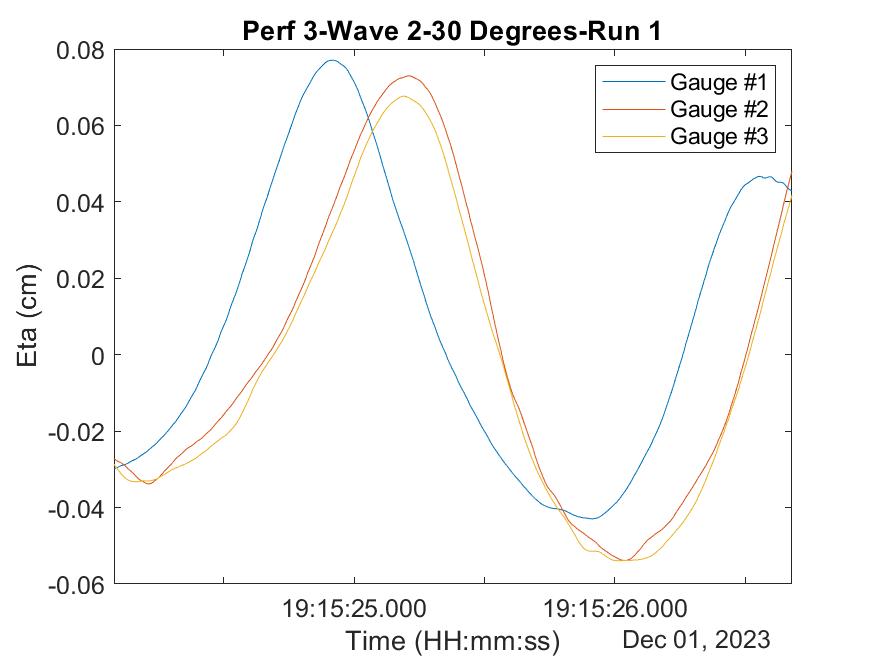 Perf 3-Wave 2-30 Degrees-Run 1
0.08
0.06
0.04
0.02
0
-0.02
-0.04
-0.06
Eta (cm)
Gauge #1
Gauge #2
Gauge #3
19:15:25.000
19:15:26.000
Time (HH:mm:ss)
Dec 01, 2023